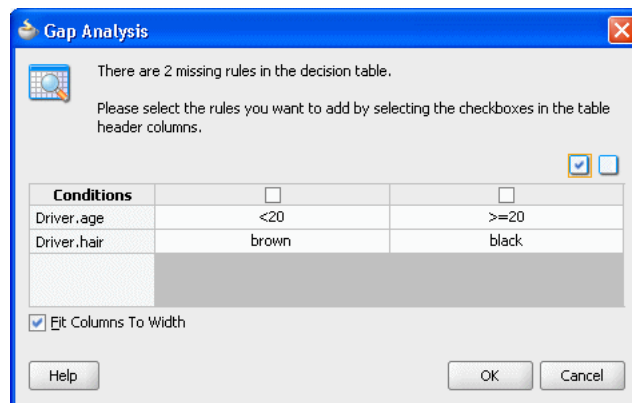 Gap Analysis
There are 2 missing rules in the decision table.
Please select the rules you want to add by selecting the checkboxes in the table
header columns.
Conditions
Driver.age <20 >=20
Driver.hair brown black
Fit Columns To Width
Help OK Cancel